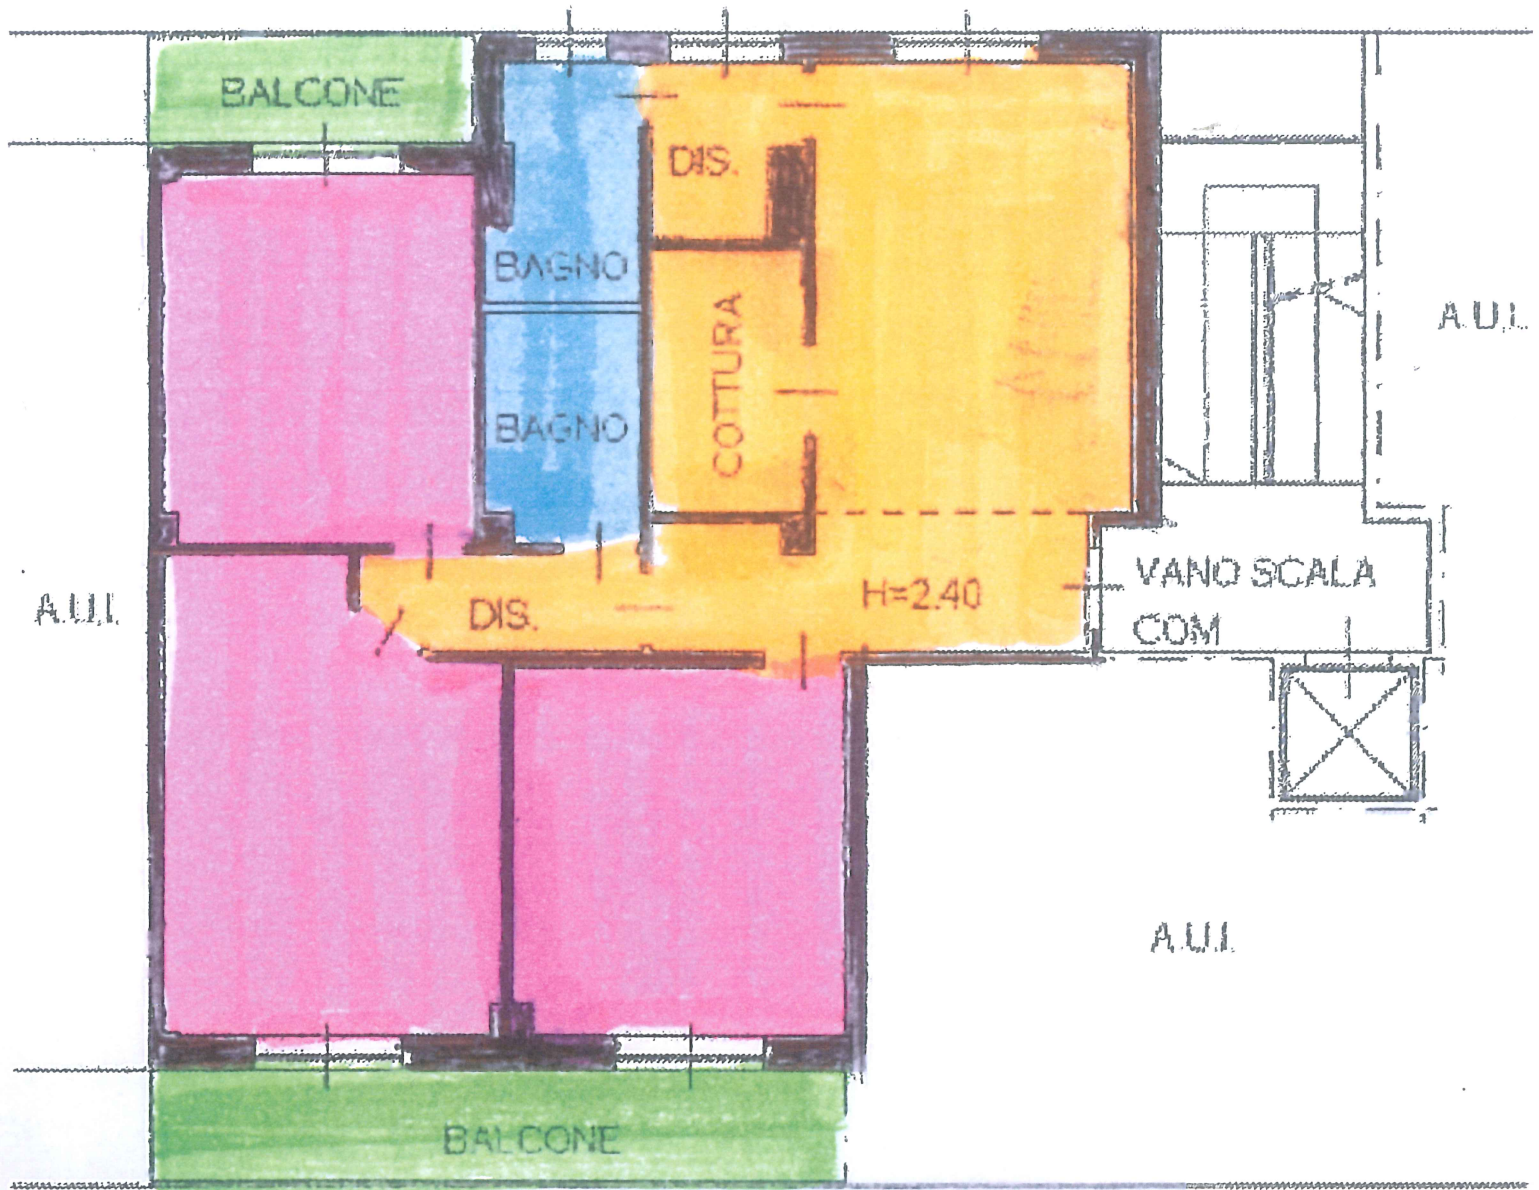 BALCONE
DIS.
BAGNO
COTTURA
A.U.I.
BAGNO
VANO SCALA
COM
H=2.40
A.U.I.
DIS.
A.U.I.
BALCONE